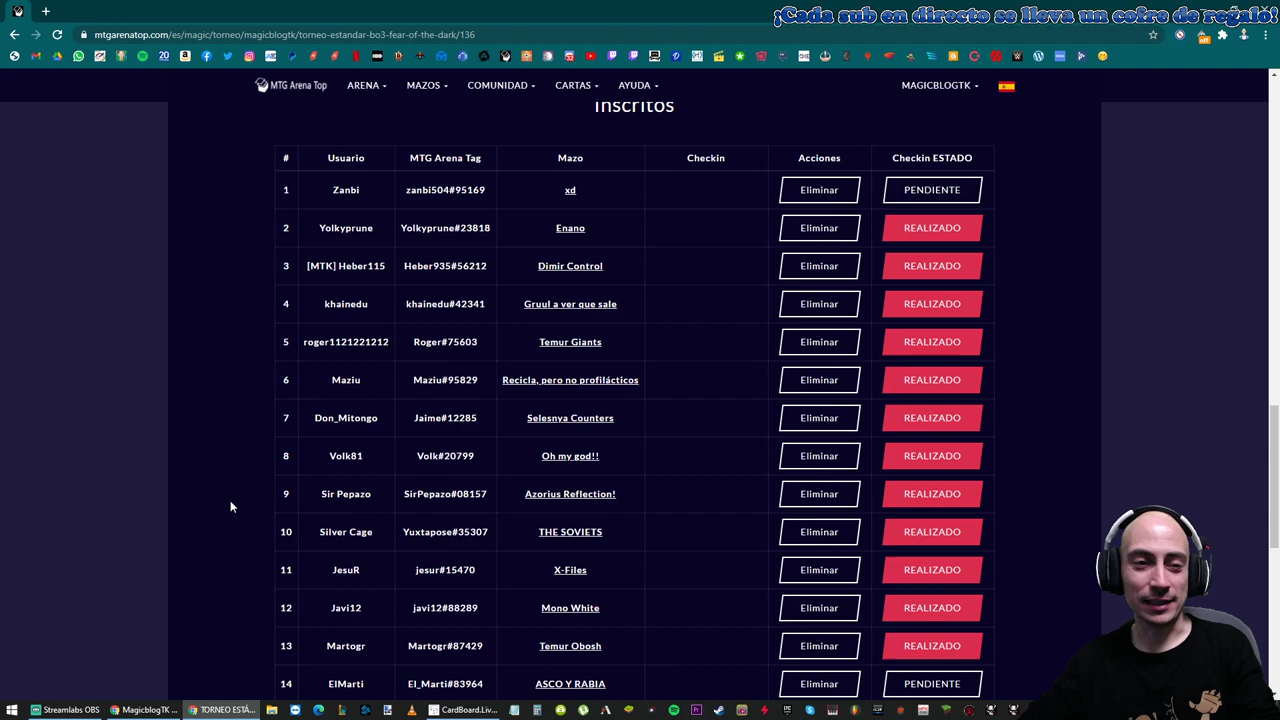 ¡Cada sub en directo se lleva un cofre de regalo!
mtgarenatop.com/es/magic/torneo/magicblogtk/torneo-estandar-bo3-fear-of-the-dark/136
MTG Arena Top ARENA MAZOS COMUNIDAD CARTAS AYUDA MAGICBLOGTK
Inscritos
# Usuario MTG Arena Tag Mazo Checkin Acciones Checkin ESTADO
1 Zanbi zanbi504#95169 xd Eliminar PENDIENTE
2 Yolkyprune Yolkyprune#23818 Enano Eliminar REALIZADO
3 [MTK] Heber115 Heber935#56212 Dimir Control Eliminar REALIZADO
4 khainedu khainedu#42341 Gruul a ver que sale Eliminar REALIZADO
5 roger1121221212 Roger#75603 Temur Giants Eliminar REALIZADO
6 Maziu Maziu#95829 Recicla, pero no profilácticos Eliminar REALIZADO
7 Don_Mitongo Jaime#12285 Selesnya Counters Eliminar REALIZADO
8 Volk81 Volk#20799 Oh my god!! Eliminar REALIZADO
9 Sir Pepazo SirPepazo#08157 Azorius Reflection! Eliminar REALIZADO
10 Silver Cage Yuxtapose#35307 THE SOVIETS Eliminar REALIZADO
11 JesuR jesur#15470 X-Files Eliminar REALIZADO
12 Javi12 javi12#88289 Mono White Eliminar REALIZADO
13 Martogr Martogr#87429 Temur Obosh Eliminar REALIZADO
14 ElMarti El_Marti#83964 ASCO Y RABIA Eliminar PENDIENTE
Streamlabs OBS MagicblogTK TORNEO ESTÁ... CardBoard.Liv...